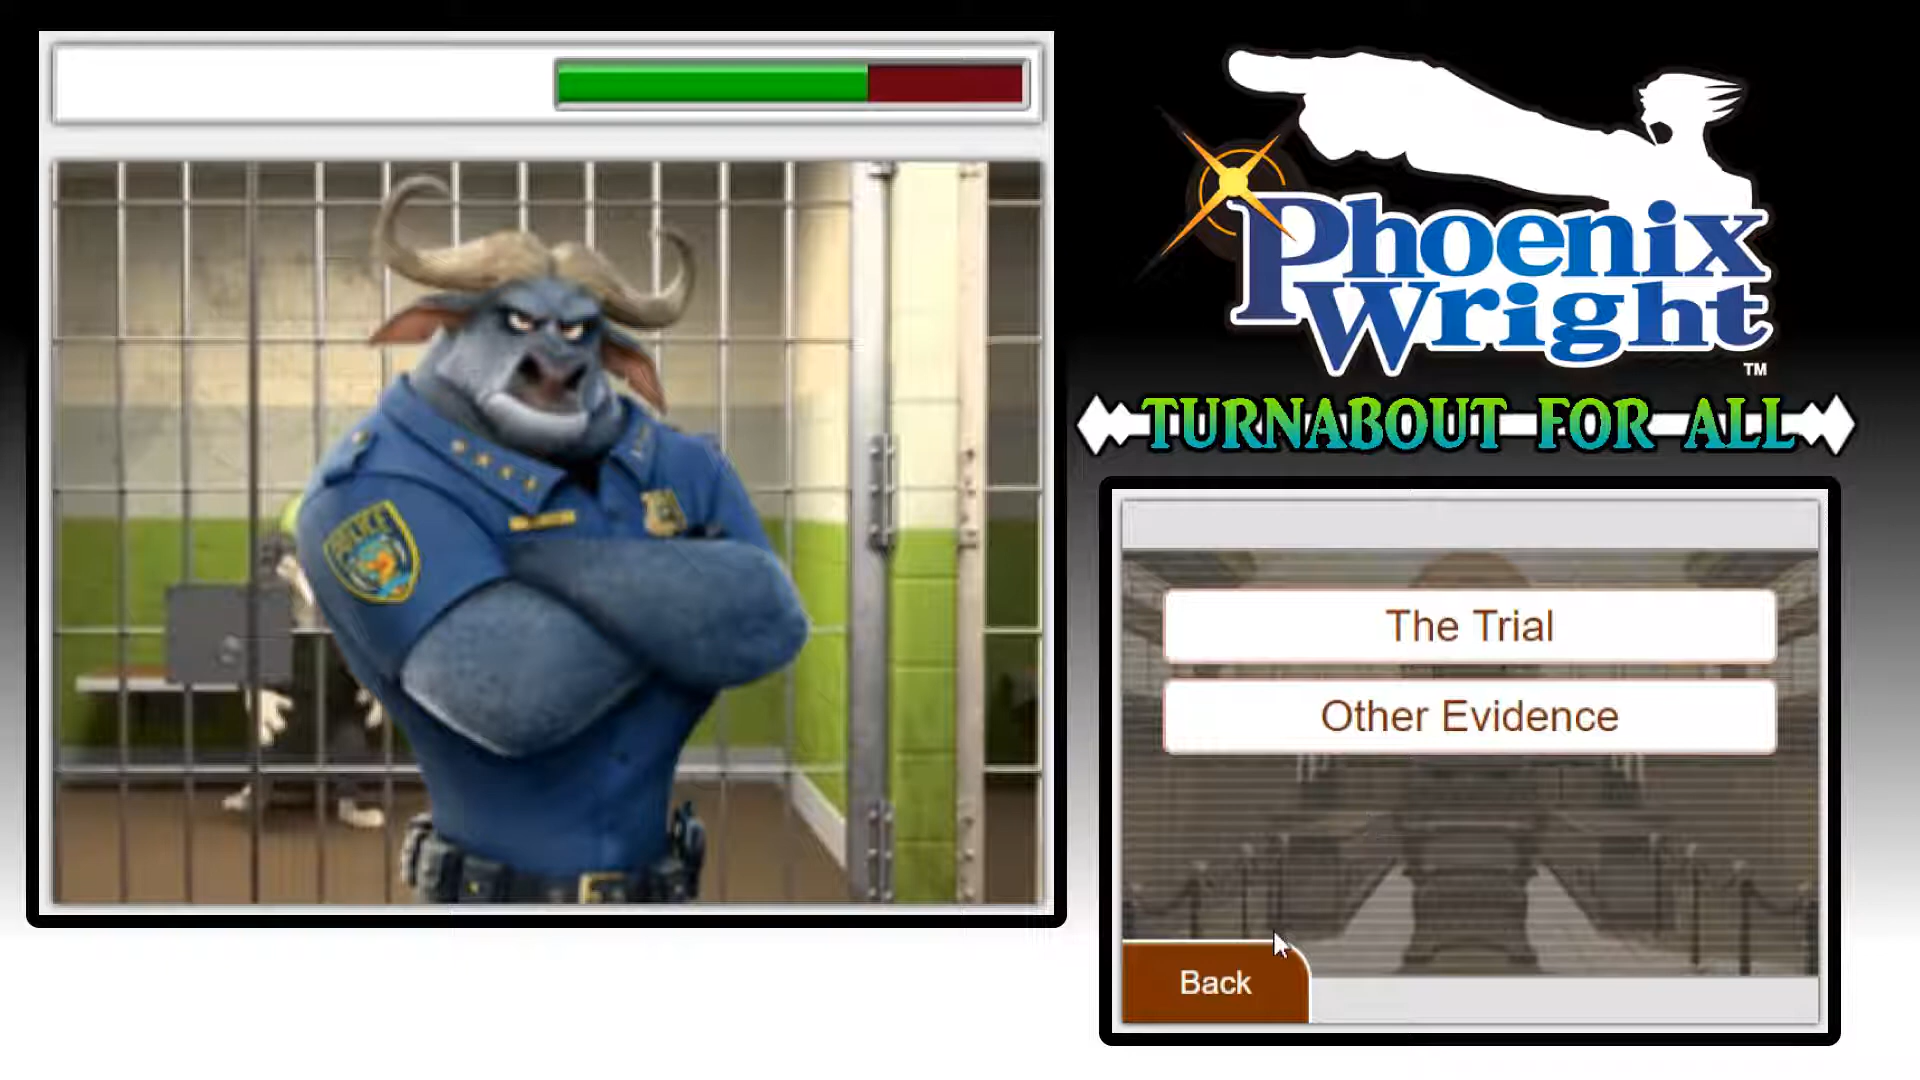 Phoenix
Wright
TM
TURNABOUT FOR ALL
POLICE
The Trial
Other Evidence
Back